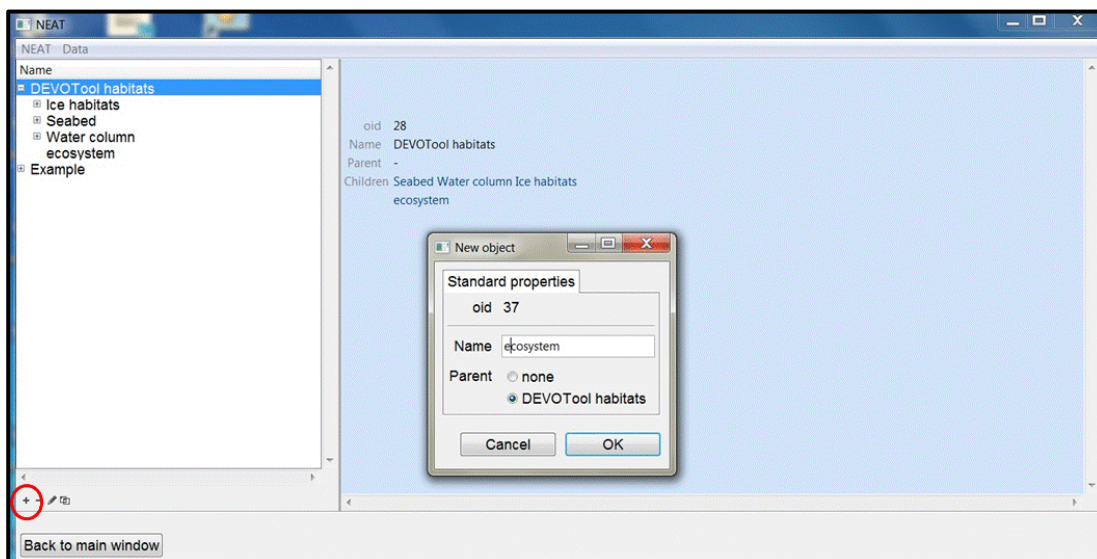 NEAT
NEAT Data
Name
DEVOTool habitats
Ice habitats
Seabed
Water column
ecosystem
Example
oid 28
Name DEVOTool habitats
Parent -
Children Seabed Water column Ice habitats
ecosystem
New object
Standard properties
oid 37
Name ecosystem
Parent none
DEVOTool habitats
Cancel OK
Back to main window